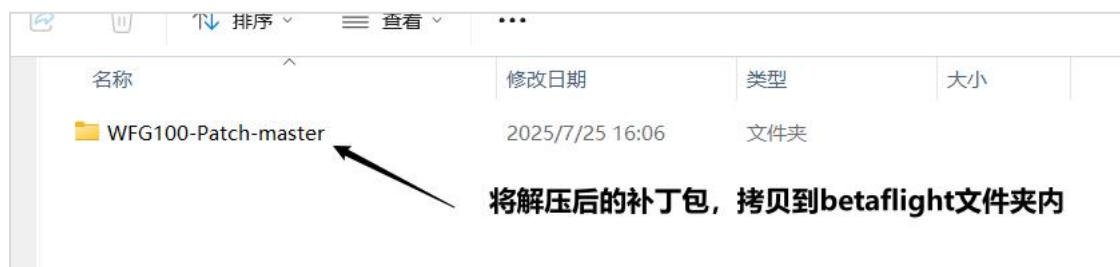 排序 查看 •••
名称 修改日期 类型 大小
WFG100-Patch-master 2025/7/25 16:06 文件夹
将解压后的补丁包，拷贝到betaflight文件夹内